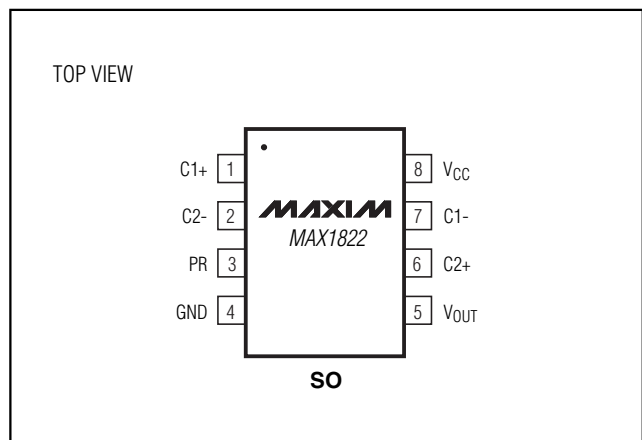 TOP VIEW
C1+ 1
8 VCC
C2- 2
7 C1-
MAXIM
MAX1822
PR 3
6 C2+
GND 4
5 VOUT
SO